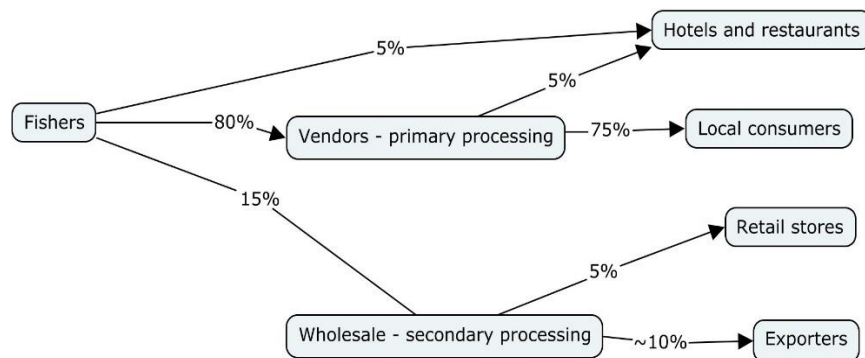 Hotels and restaurants
5%
5%
Fishers
80%
Vendors - primary processing
75%
Local consumers
15%
Retail stores
5%
Wholesale - secondary processing
~10%
Exporters